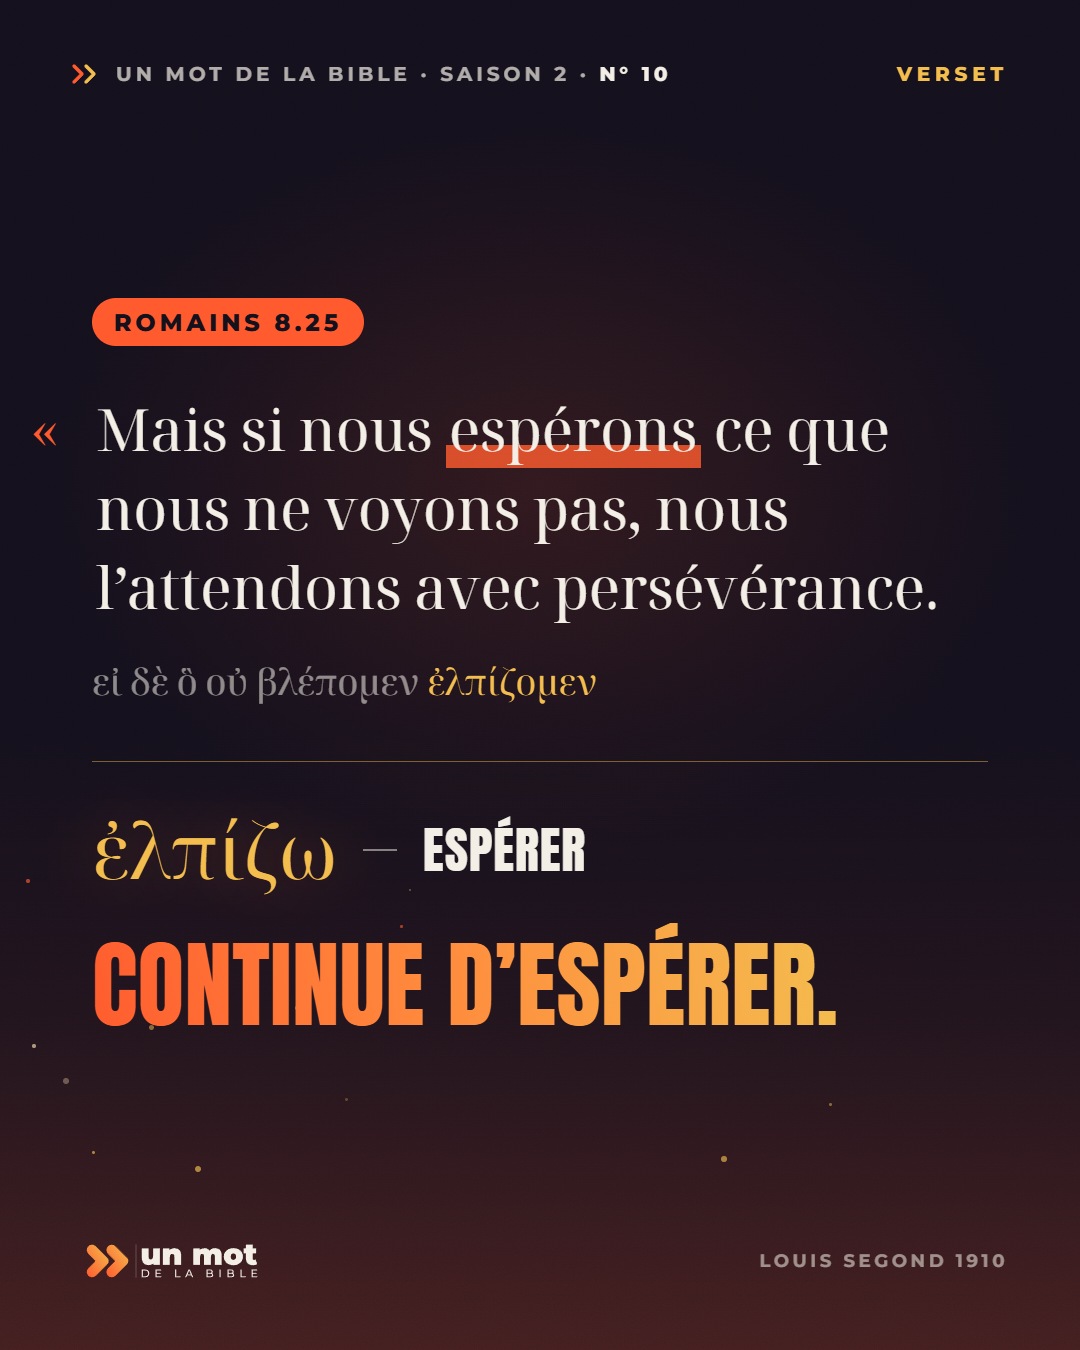 UN MOT DE LA BIBLE · SAISON 2 · N° 10
VERSET
ROMAINS 8.25
« Mais si nous espérons ce que
nous ne voyons pas, nous
l’attendons avec persévérance.
εἰ δὲ ὃ οὐ βλέπομεν ἐλπίζομεν
ἐλπίζω — ESPÉRER
CONTINUE D’ESPÉRER.
un mot
DE LA BIBLE
LOUIS SEGOND 1910